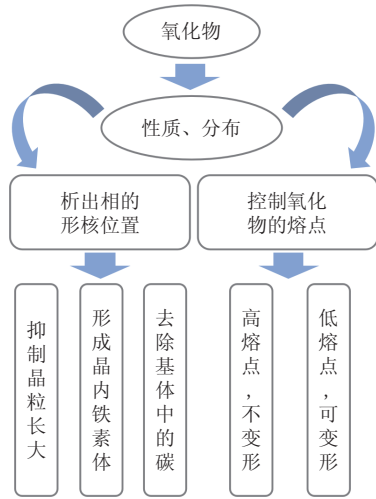 氧化物
性质、分布
析出相的
形核位置
控制氧化
物的熔点
抑制晶粒长大
形成晶内铁素体
去除基体中的碳
高熔点,不变形
低熔点,可变形